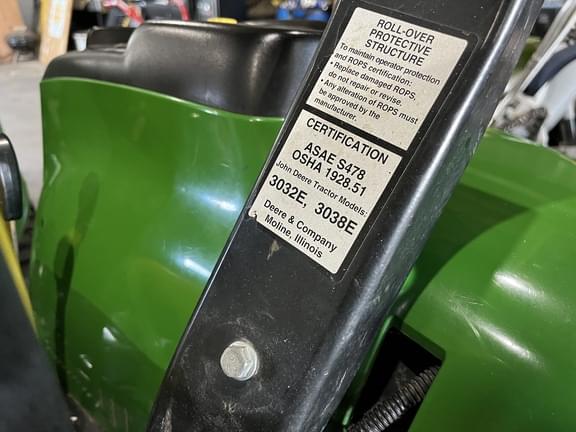 ROLL-OVER
PROTECTIVE
STRUCTURE
To maintain operator protection
and ROPS certification:
• Replace damaged ROPS,
do not repair or revise.
• Any alteration of ROPS must
be approved by the
manufacturer.
CERTIFICATION
ASAE S478
OSHA 1928.51
John Deere Tractor Models:
3032E, 3038E
Deere & Company
Moline, Illinois